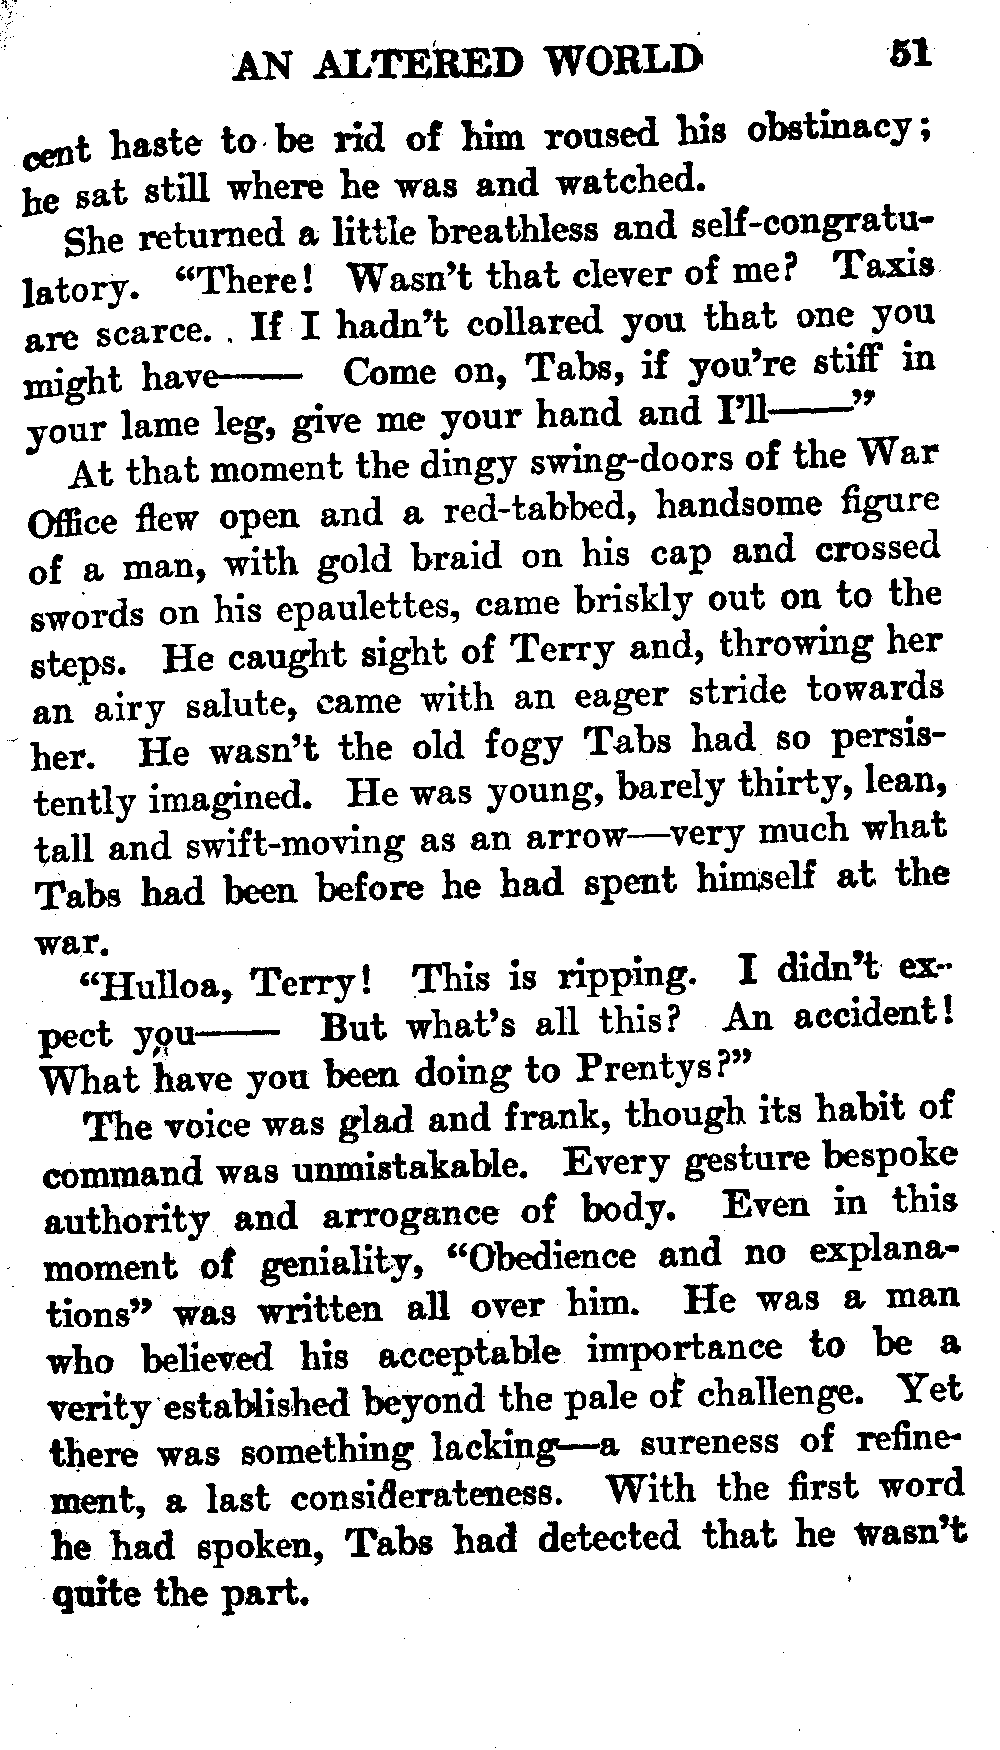 AN ALTERED WORLD 51
cent haste to be rid of him roused his obstinacy;
he sat still where he was and watched.
She returned a little breathless and self-congratu-
latory. "There! Wasn't that clever of me? Taxis
are scarce. . If I hadn't collared you that one you
might have—— Come on, Tabs, if you're stiff in
your lame leg, give me your hand and I'll——"
At that moment the dingy swing-doors of the War
Office flew open and a red-tabbed, handsome figure
of a man, with gold braid on his cap and crossed
swords on his epaulettes, came briskly out on to the
steps. He caught sight of Terry and, throwing her
an airy salute, came with an eager stride towards
her. He wasn't the old fogy Tabs had so persis-
tently imagined. He was young, barely thirty, lean,
tall and swift-moving as an arrow—very much what
Tabs had been before he had spent himself at the
war.
"Hulloa, Terry! This is ripping. I didn't ex-
pect you—— But what's all this? An accident!
What have you been doing to Prentys?"
The voice was glad and frank, though its habit of
command was unmistakable. Every gesture bespoke
authority and arrogance of body. Even in this
moment of geniality, "Obedience and no explana-
tions" was written all over him. He was a man
who believed his acceptable importance to be a
verity established beyond the pale of challenge. Yet
there was something lacking—a sureness of refine-
ment, a last considerateness. With the first word
he had spoken, Tabs had detected that he wasn't
quite the part.